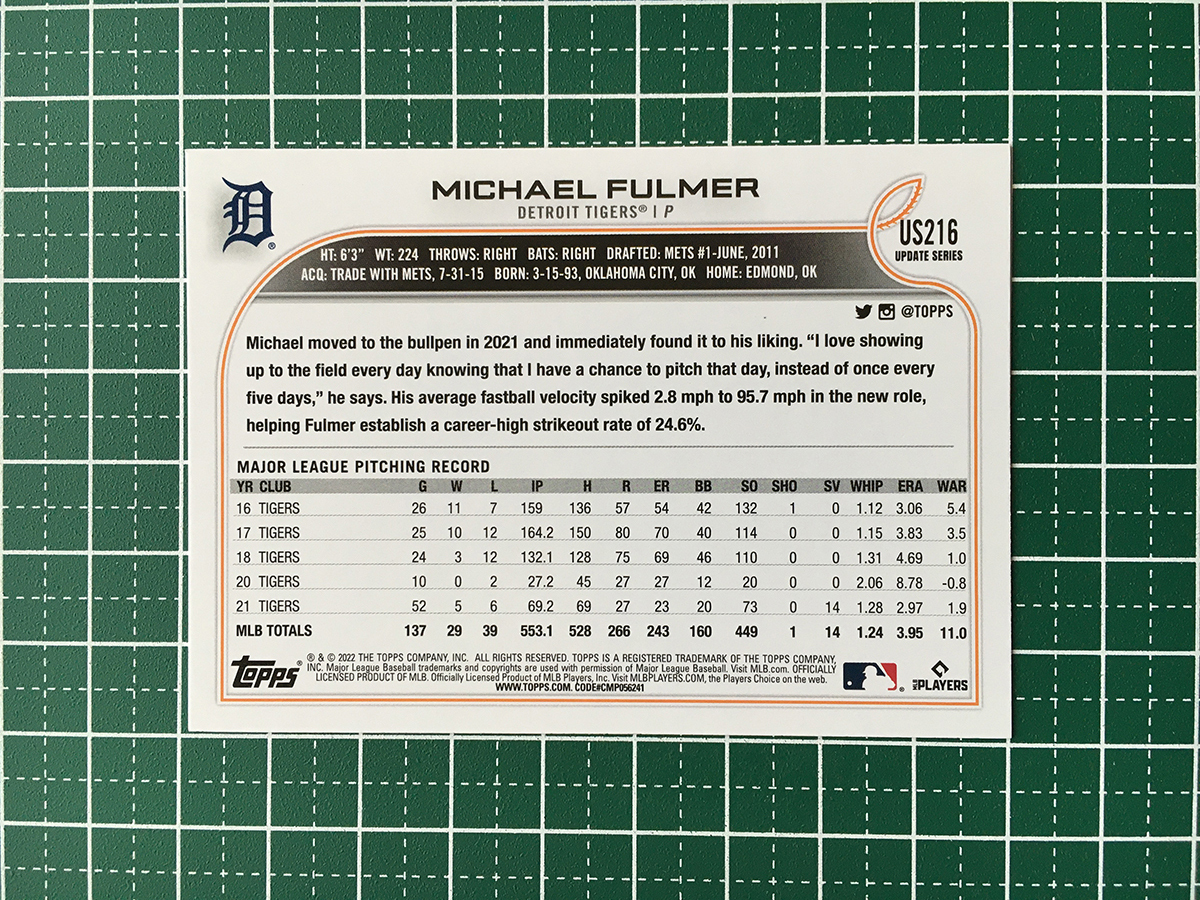 MICHAEL FULMER
DETROIT TIGERS® | P
D®
US216
UPDATE SERIES
HT: 6'3" WT: 224 THROWS: RIGHT BATS: RIGHT DRAFTED: METS #1-JUNE, 2011
ACQ: TRADE WITH METS, 7-31-15 BORN: 3-15-93, OKLAHOMA CITY, OK HOME: EDMOND, OK
@TOPPS
Michael moved to the bullpen in 2021 and immediately found it to his liking. “I love showing
up to the field every day knowing that I have a chance to pitch that day, instead of once every
five days,” he says. His average fastball velocity spiked 2.8 mph to 95.7 mph in the new role,
helping Fulmer establish a career-high strikeout rate of 24.6%.
MAJOR LEAGUE PITCHING RECORD
YR CLUB G W L IP H R ER BB SO SHO SV WHIP ERA WAR
16 TIGERS 26 11 7 159 136 57 54 42 132 1 0 1.12 3.06 5.4
17 TIGERS 25 10 12 164.2 150 80 70 40 114 0 0 1.15 3.83 3.5
18 TIGERS 24 3 12 132.1 128 75 69 46 110 0 0 1.31 4.69 1.0
20 TIGERS 10 0 2 27.2 45 27 27 12 20 0 0 2.06 8.78 -0.8
21 TIGERS 52 5 6 69.2 69 27 23 20 73 0 14 1.28 2.97 1.9
MLB TOTALS 137 29 39 553.1 528 266 243 160 449 1 14 1.24 3.95 11.0
Topps®
® & © 2022 THE TOPPS COMPANY, INC. ALL RIGHTS RESERVED. TOPPS IS A REGISTERED TRADEMARK OF THE TOPPS COMPANY,
INC. Major League Baseball trademarks and copyrights are used with permission of Major League Baseball. Visit MLB.com. OFFICIALLY
LICENSED PRODUCT OF MLB. Officially Licensed Product of MLB Players, Inc. Visit MLBPLAYERS.COM, the Players Choice on the web.
WWW.TOPPS.COM. CODE#CMP056241
MLB PLAYERS